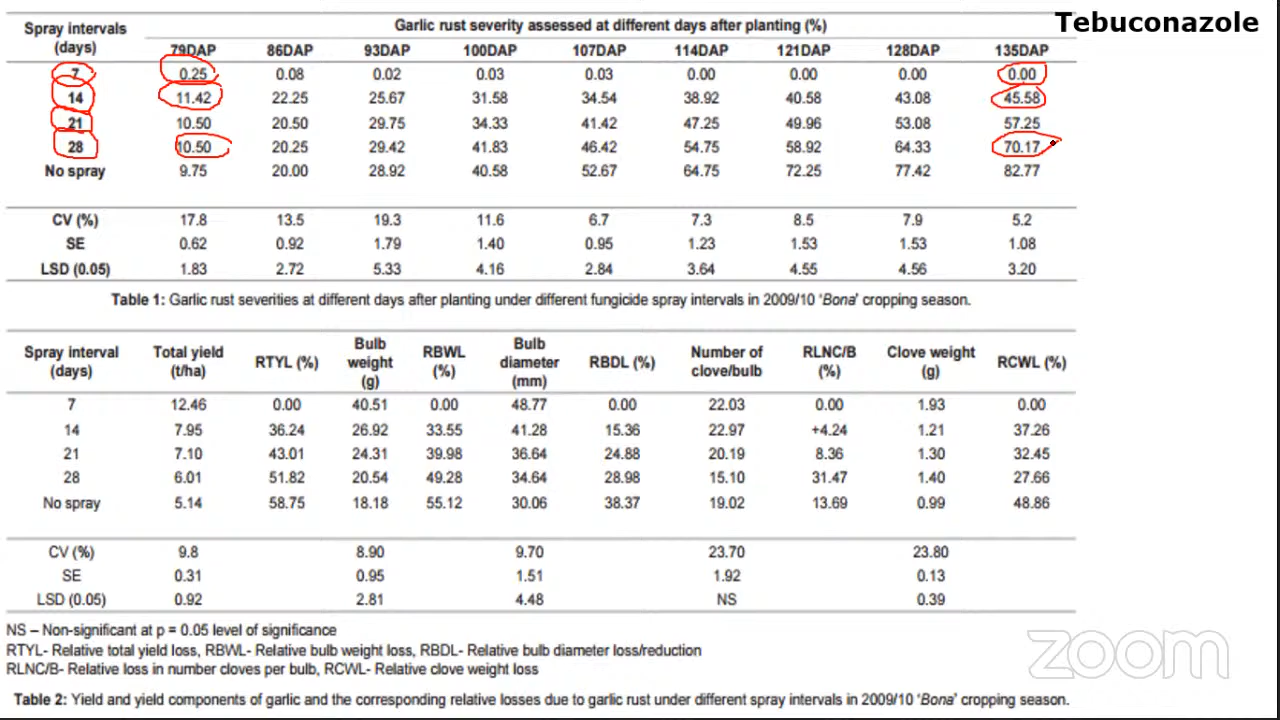 Tebuconazole
Spray intervals (days) Garlic rust severity assessed at different days after planting (%)
79DAP 86DAP 93DAP 100DAP 107DAP 114DAP 121DAP 128DAP 135DAP
7 0.25 0.08 0.02 0.03 0.03 0.00 0.00 0.00 0.00
14 11.42 22.25 25.67 31.58 34.54 38.92 40.58 43.08 45.58
21 10.50 20.50 29.75 34.33 41.42 47.25 49.96 53.08 57.25
28 10.50 20.25 29.42 41.83 46.42 54.75 58.92 64.33 70.17
No spray 9.75 20.00 28.92 40.58 52.67 64.75 72.25 77.42 82.77
CV (%) 17.8 13.5 19.3 11.6 6.7 7.3 8.5 7.9 5.2
SE 0.62 0.92 1.79 1.40 0.95 1.23 1.53 1.53 1.08
LSD (0.05) 1.83 2.72 5.33 4.16 2.84 3.64 4.55 4.56 3.20
Table 1: Garlic rust severities at different days after planting under different fungicide spray intervals in 2009/10 ‘Bona’ cropping season.
Spray interval (days) Total yield (t/ha) RTYL (%) Bulb weight (g) RBWL (%) Bulb diameter (mm) RBDL (%) Number of clove/bulb RLNC/B (%) Clove weight (g) RCWL (%)
7 12.46 0.00 40.51 0.00 48.77 0.00 22.03 0.00 1.93 0.00
14 7.95 36.24 26.92 33.55 41.28 15.36 22.97 +4.24 1.21 37.26
21 7.10 43.01 24.31 39.98 36.64 24.88 20.19 8.36 1.30 32.45
28 6.01 51.82 20.54 49.28 34.64 28.98 15.10 31.47 1.40 27.66
No spray 5.14 58.75 18.18 55.12 30.06 38.37 19.02 13.69 0.99 48.86
CV (%) 9.8 8.90 9.70 23.70 23.80
SE 0.31 0.95 1.51 1.92 0.13
LSD (0.05) 0.92 2.81 4.48 NS 0.39
NS – Non-significant at p = 0.05 level of significance
RTYL- Relative total yield loss, RBWL- Relative bulb weight loss, RBDL- Relative bulb diameter loss/reduction
RLNC/B- Relative loss in number cloves per bulb, RCWL- Relative clove weight loss
Table 2: Yield and yield components of garlic and the corresponding relative losses due to garlic rust under different spray intervals in 2009/10 ‘Bona’ cropping season.
zoom